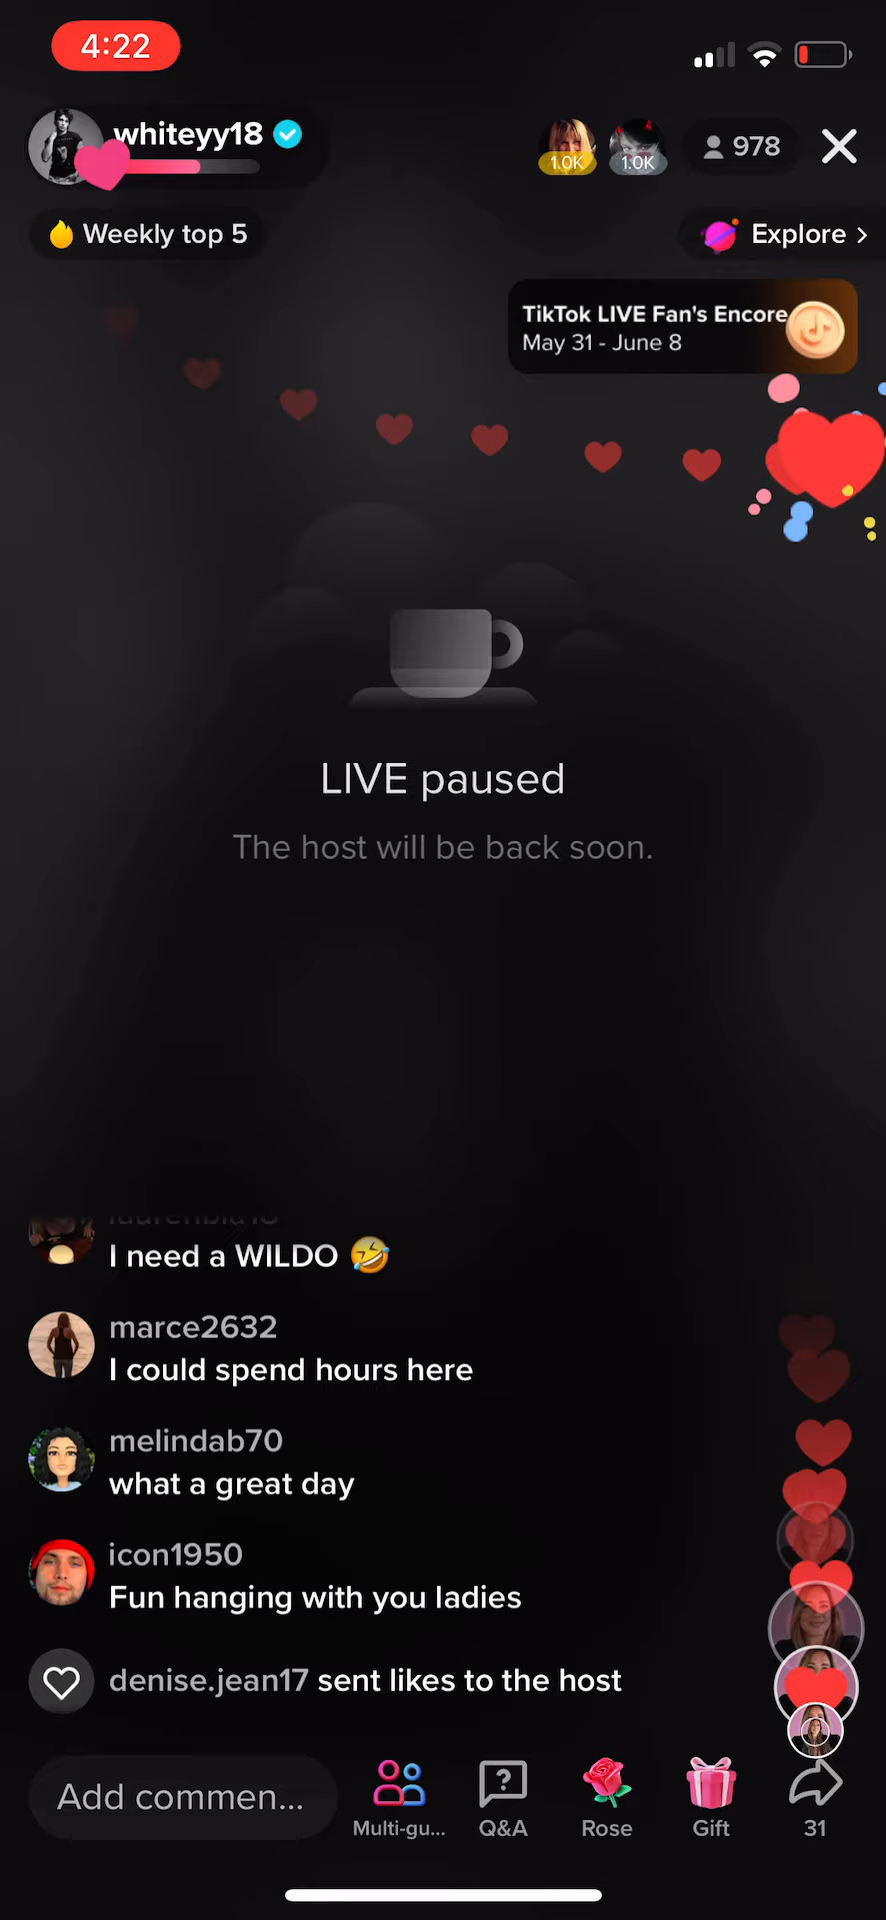 4:22
whiteyy18
1.0K
1.0K
978
Weekly top 5
Explore >
TikTok LIVE Fan's Encore
May 31 - June 8
LIVE paused
The host will be back soon.
I need a WILDO 🤣
marce2632
I could spend hours here
melindab70
what a great day
icon1950
Fun hanging with you ladies
denise.jean17 sent likes to the host
Add commen...
Multi-gu...
Q&A
Rose
Gift
31